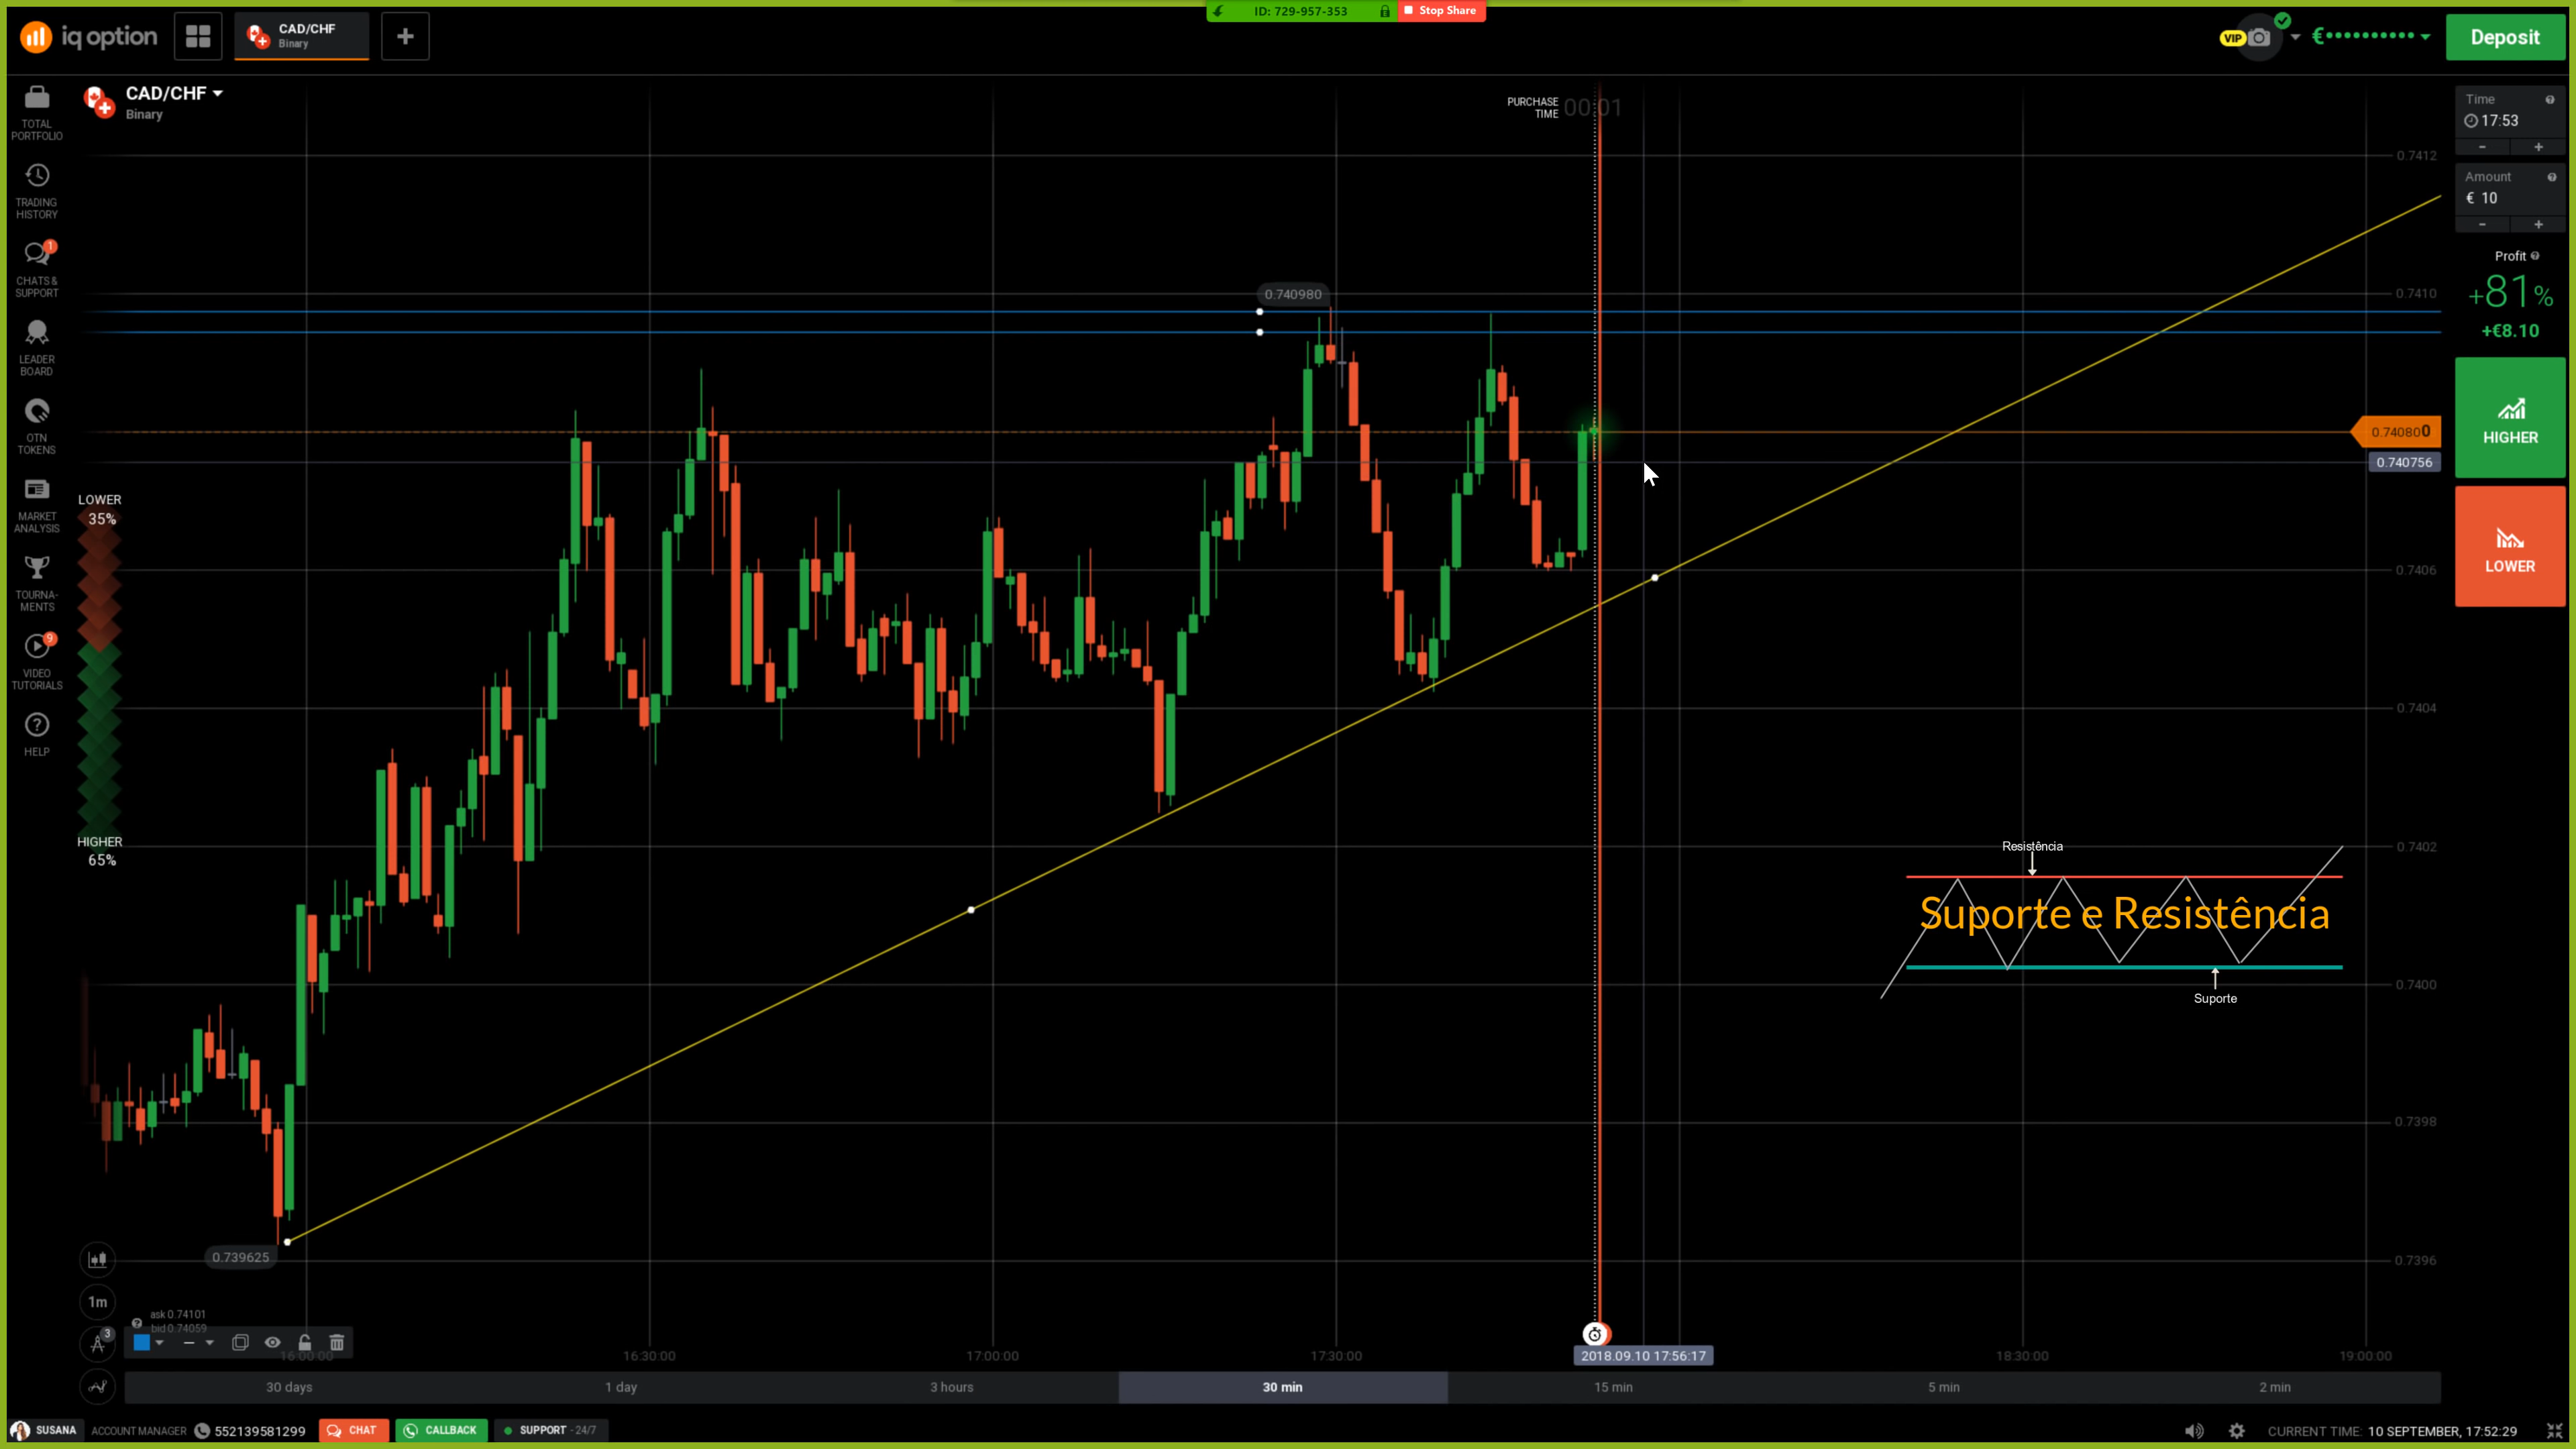 ID: 729-957-353
Stop Share
iq option
CAD/CHF
Binary
VIP
€
Deposit
CAD/CHF
Binary
PURCHASE
TIME
00:01
Time
17:53
Amount
€ 10
Profit
+81%
+€8.10
HIGHER
LOWER
TOTAL
PORTFOLIO
TRADING
HISTORY
1
CHATS &
SUPPORT
LEADER
BOARD
OTN
TOKENS
MARKET
ANALYSIS
TOURNA-
MENTS
9
VIDEO
TUTORIALS
HELP
LOWER
35%
HIGHER
65%
0.740980
0.739625
0.7412
0.7410
0.740800
0.740756
0.7406
0.7404
0.7402
0.7400
0.7398
0.7396
Resistência
Suporte e Resistência
Suporte
1m
3
ask 0.74101
bid 0.74059
16:00:00
16:30:00
17:00:00
17:30:00
2018.09.10 17:56:17
18:30:00
19:00:00
30 days
1 day
3 hours
30 min
15 min
5 min
2 min
SUSANA
ACCOUNT MANAGER
552139581299
CHAT
CALLBACK
SUPPORT - 24/7
CURRENT TIME: 10 SEPTEMBER, 17:52:29